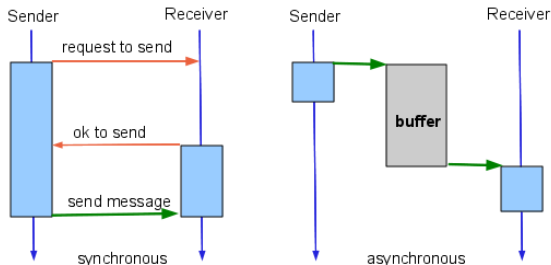 Sender
Receiver
request to send
ok to send
send message
synchronous
Sender
Receiver
buffer
asynchronous